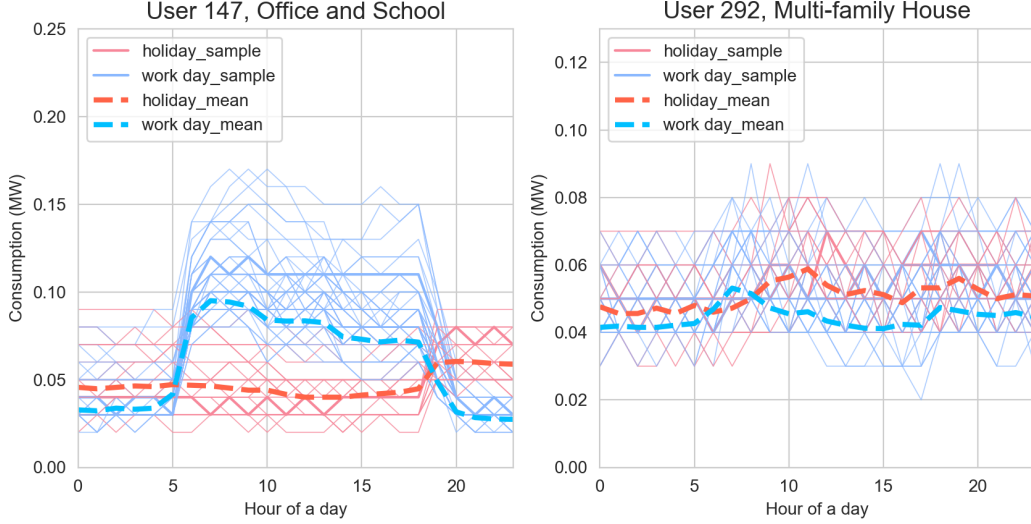 User 147, Office and School
holiday_sample
work day_sample
holiday_mean
work day_mean
Consumption (MW)
0.25
0.20
0.15
0.10
0.05
0.00
0 5 10 15 20
Hour of a day
User 292, Multi-family House
holiday_sample
work day_sample
holiday_mean
work day_mean
Consumption (MW)
0.12
0.10
0.08
0.06
0.04
0.02
0.00
0 5 10 15 20
Hour of a day